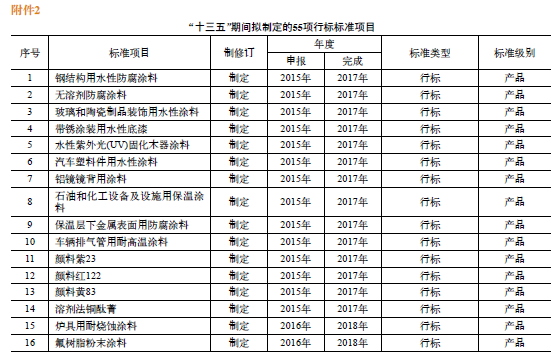 附件2
“十三五”期间拟制定的55项行标标准项目
序号 标准项目 制修订 年度 标准类型 标准级别
申报 完成
1 钢结构用水性防腐涂料 制定 2015年 2017年 行标 产品
2 无溶剂防腐涂料 制定 2015年 2017年 行标 产品
3 玻璃和陶瓷制品装饰用水性涂料 制定 2015年 2017年 行标 产品
4 带锈涂装用水性底漆 制定 2015年 2017年 行标 产品
5 水性紫外光(UV)固化木器涂料 制定 2015年 2017年 行标 产品
6 汽车塑料件用水性涂料 制定 2015年 2017年 行标 产品
7 铝镜镜背用涂料 制定 2015年 2017年 行标 产品
8 石油和化工设备及设施用保温涂料 制定 2015年 2017年 行标 产品
9 保温层下金属表面用防腐涂料 制定 2015年 2017年 行标 产品
10 车辆排气管用耐高温涂料 制定 2015年 2017年 行标 产品
11 颜料紫23 制定 2015年 2017年 行标 产品
12 颜料红122 制定 2015年 2017年 行标 产品
13 颜料黄83 制定 2015年 2017年 行标 产品
14 溶剂法铜酞菁 制定 2015年 2017年 行标 产品
15 炉具用耐烧蚀涂料 制定 2016年 2018年 行标 产品
16 氟树脂粉末涂料 制定 2016年 2018年 行标 产品